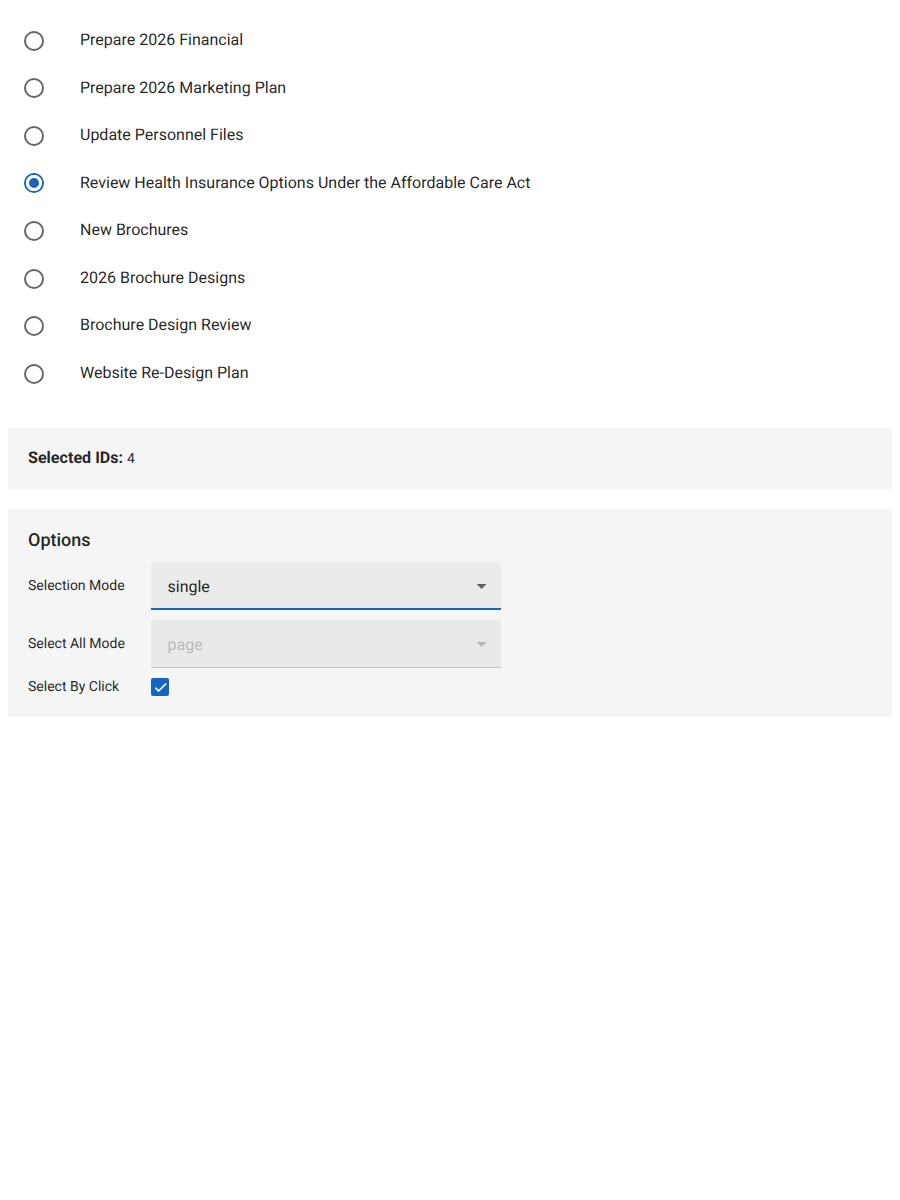 Prepare 2026 Financial
Prepare 2026 Marketing Plan
Update Personnel Files
Review Health Insurance Options Under the Affordable Care Act
New Brochures
2026 Brochure Designs
Brochure Design Review
Website Re-Design Plan
Selected IDs: 4
Options
Selection Mode single
Select All Mode page
Select By Click